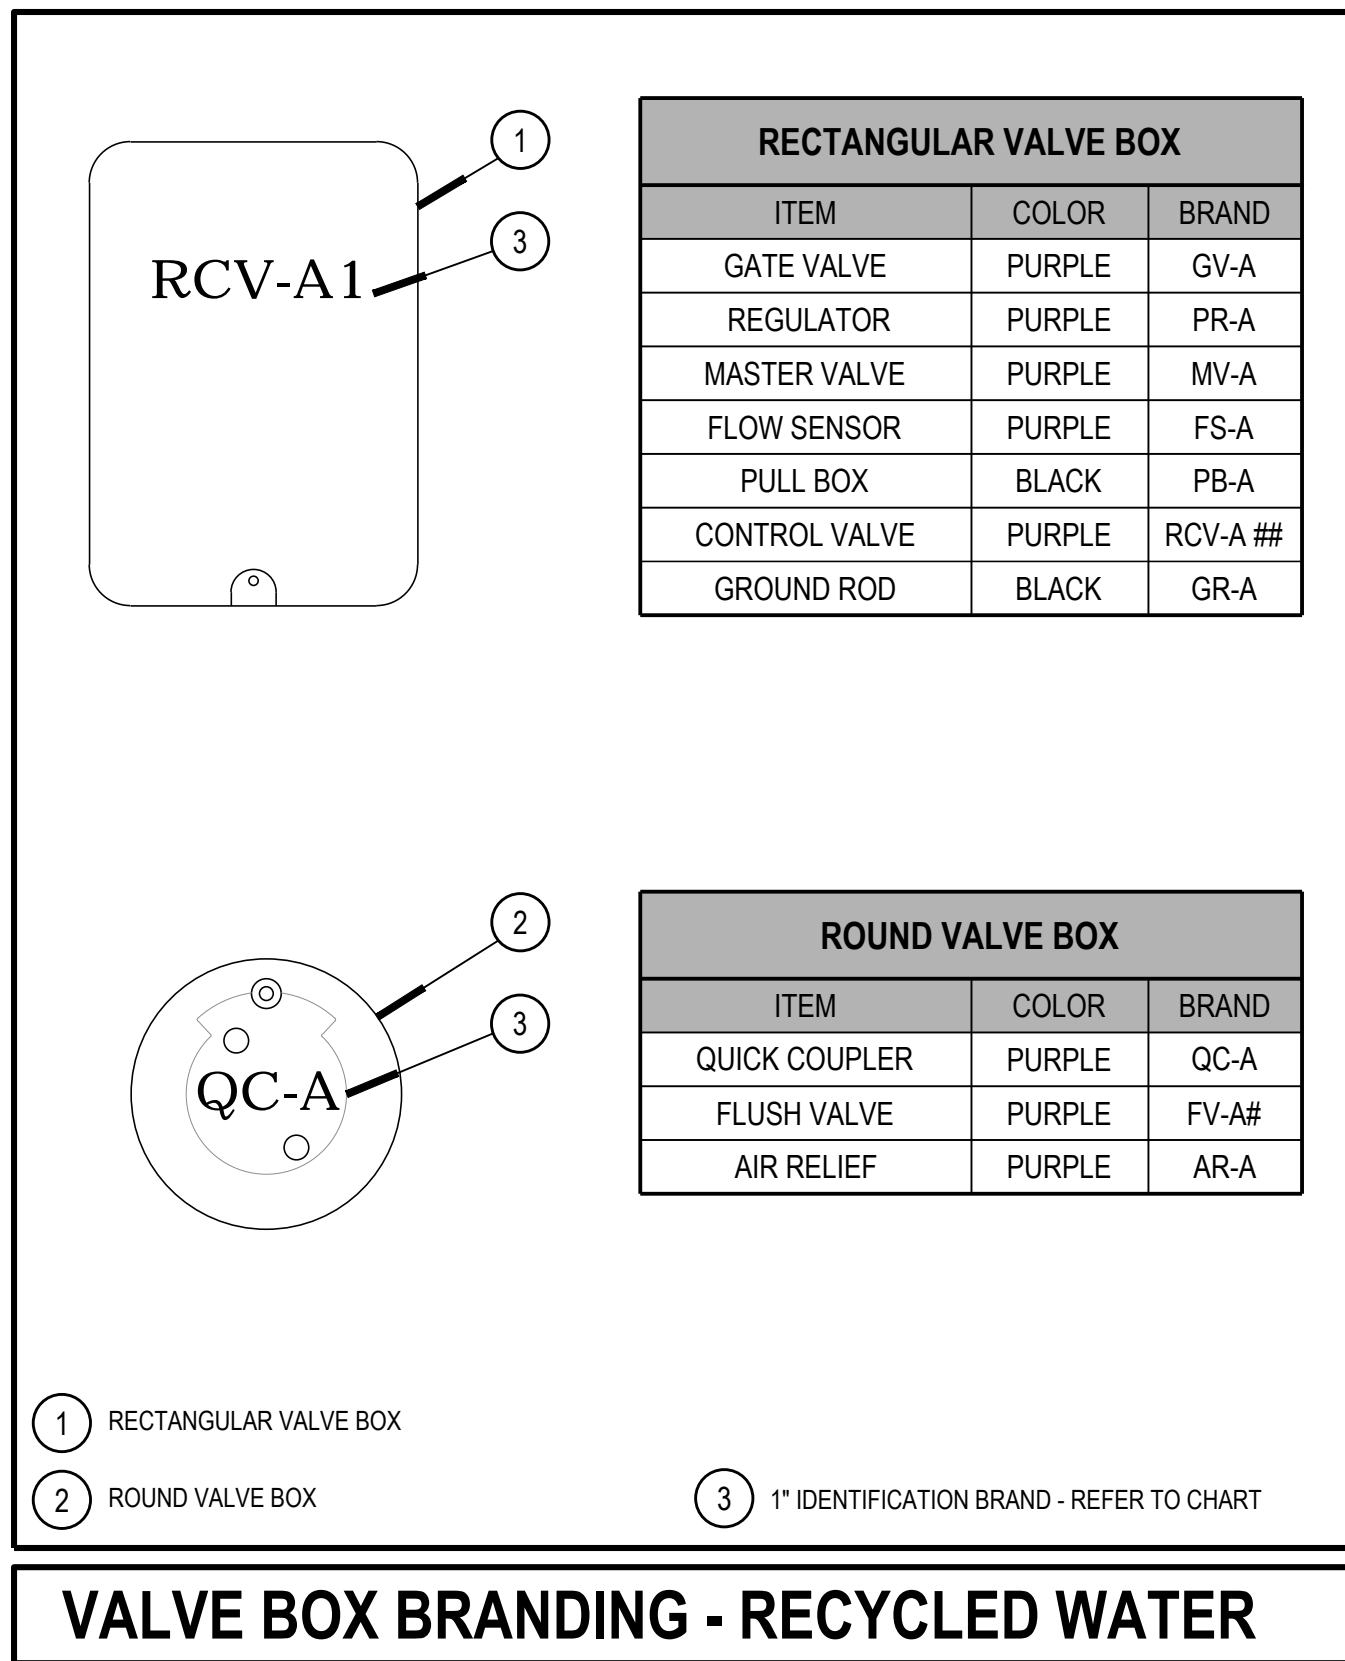 1
3
RCV-A1
RECTANGULAR VALVE BOX
ITEM COLOR BRAND
GATE VALVE PURPLE GV-A
REGULATOR PURPLE PR-A
MASTER VALVE PURPLE MV-A
FLOW SENSOR PURPLE FS-A
PULL BOX BLACK PB-A
CONTROL VALVE PURPLE RCV-A ##
GROUND ROD BLACK GR-A
2
3
QC-A
ROUND VALVE BOX
ITEM COLOR BRAND
QUICK COUPLER PURPLE QC-A
FLUSH VALVE PURPLE FV-A#
AIR RELIEF PURPLE AR-A
1 RECTANGULAR VALVE BOX
2 ROUND VALVE BOX
3 1" IDENTIFICATION BRAND - REFER TO CHART
VALVE BOX BRANDING - RECYCLED WATER